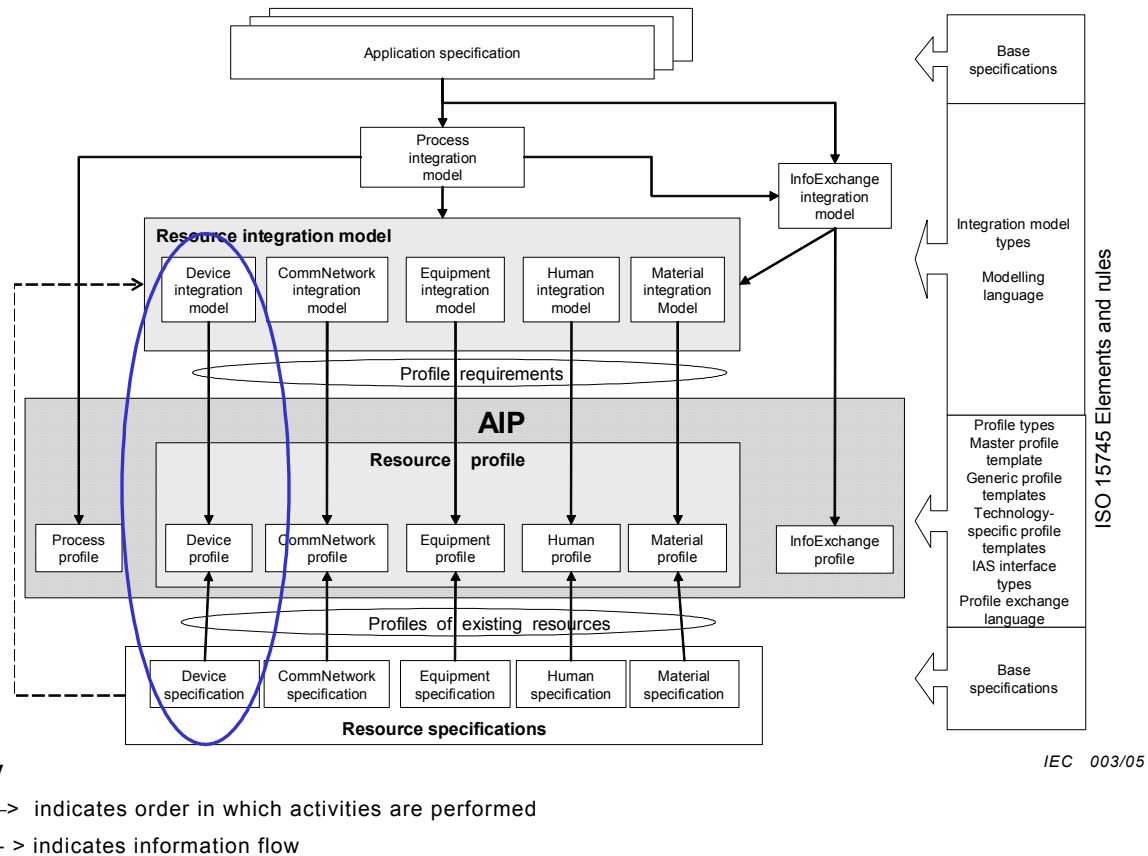 Application specification
Base
specifications
Process
integration
model
InfoExchange
integration
model
Resource integration model
Device
integration
model
CommNetwork
integration
model
Equipment
integration
model
Human
integration
model
Material
integration
Model
Integration model
types
Modelling
language
ISO 15745 Elements and rules
Profile requirements
AIP
Resource profile
Process
profile
Device
profile
CommNetwork
profile
Equipment
profile
Human
profile
Material
profile
InfoExchange
profile
Profile types
Master profile
template
Generic profile
templates
Technology-
specific profile
templates
IAS interface
types
Profile exchange
language
Profiles of existing resources
Device
specification
CommNetwork
specification
Equipment
specification
Human
specification
Material
specification
Resource specifications
Base
specifications
IEC 003/05
–> indicates order in which activities are performed
- > indicates information flow